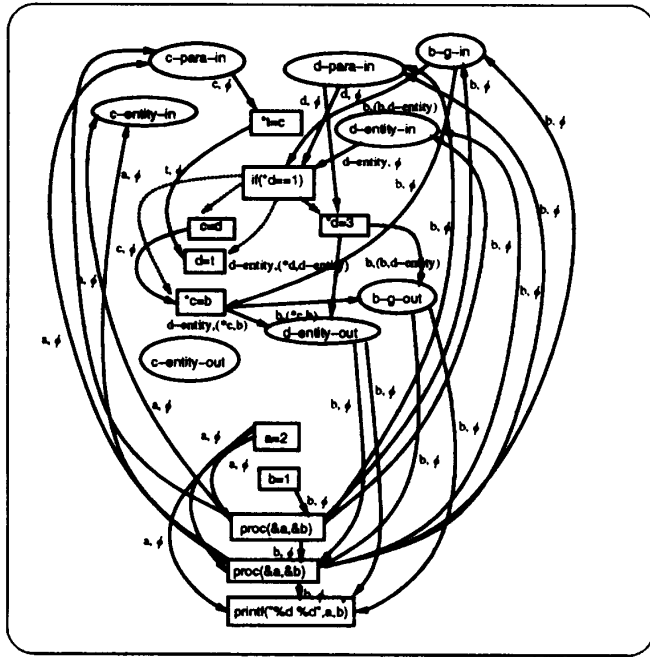 c-para-in
b-g-in
d-para-in
c, ϕ
d, ϕ
d, ϕ
b, ϕ
b,(b,d-entity)
c-entity-in
*t=c
d-entity-in
b, ϕ
a, ϕ
t, ϕ
if(*d==1)
d-entity, ϕ
b, ϕ
c=d
*d=3
b, ϕ
c, ϕ
d=t
d-entity,(*d,d-entity)
b,(b,d-entity)
b, ϕ
a, ϕ
*c=b
b-g-out
d-entity,(*c,b)
b,(*c,b)
d-entity-out
a, ϕ
c-entity-out
b, ϕ
b, ϕ
b, ϕ
a, ϕ
a, ϕ
a=2
a, ϕ
b, ϕ
b=1
b, ϕ
proc(&a,&b)
a, ϕ
b, ϕ
proc(&a,&b)
b, ϕ
printf("%d %d",a,b)